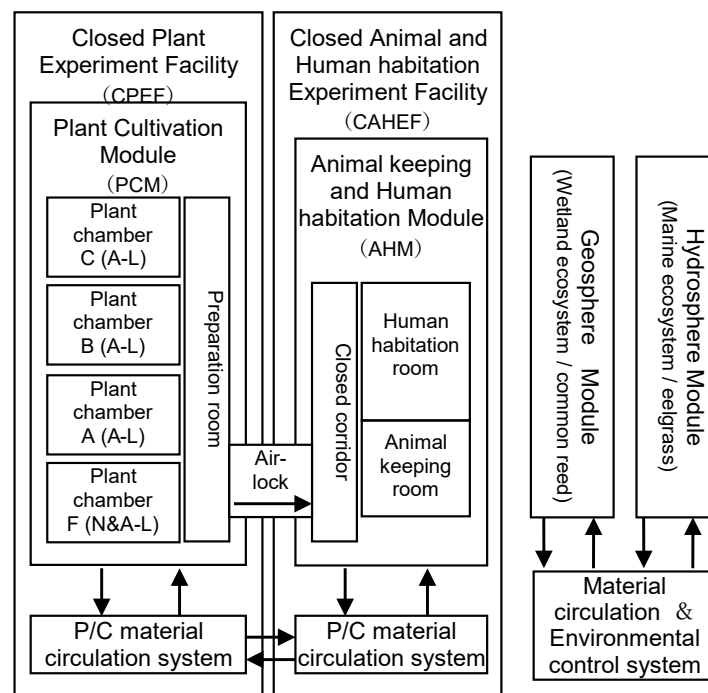 Closed Plant
Experiment Facility
（CPEF）
Plant Cultivation
Module
（PCM）
Plant
chamber
C (A-L)
Plant
chamber
B (A-L)
Plant
chamber
A (A-L)
Plant
chamber
F (N&A-L)
Preparation room
Air-
lock
P/C material
circulation system
Closed Animal and
Human habitation
Experiment Facility
（CAHEF）
Animal keeping
and Human
habitation Module
（AHM）
Closed corridor
Human
habitation
room
Animal
keeping
room
P/C material
circulation system
Geosphere Module
(Wetland ecosystem / common reed)
Hydrosphere Module
(Marine ecosystem / eelgrass)
Material
circulation ＆
Environmental
control system